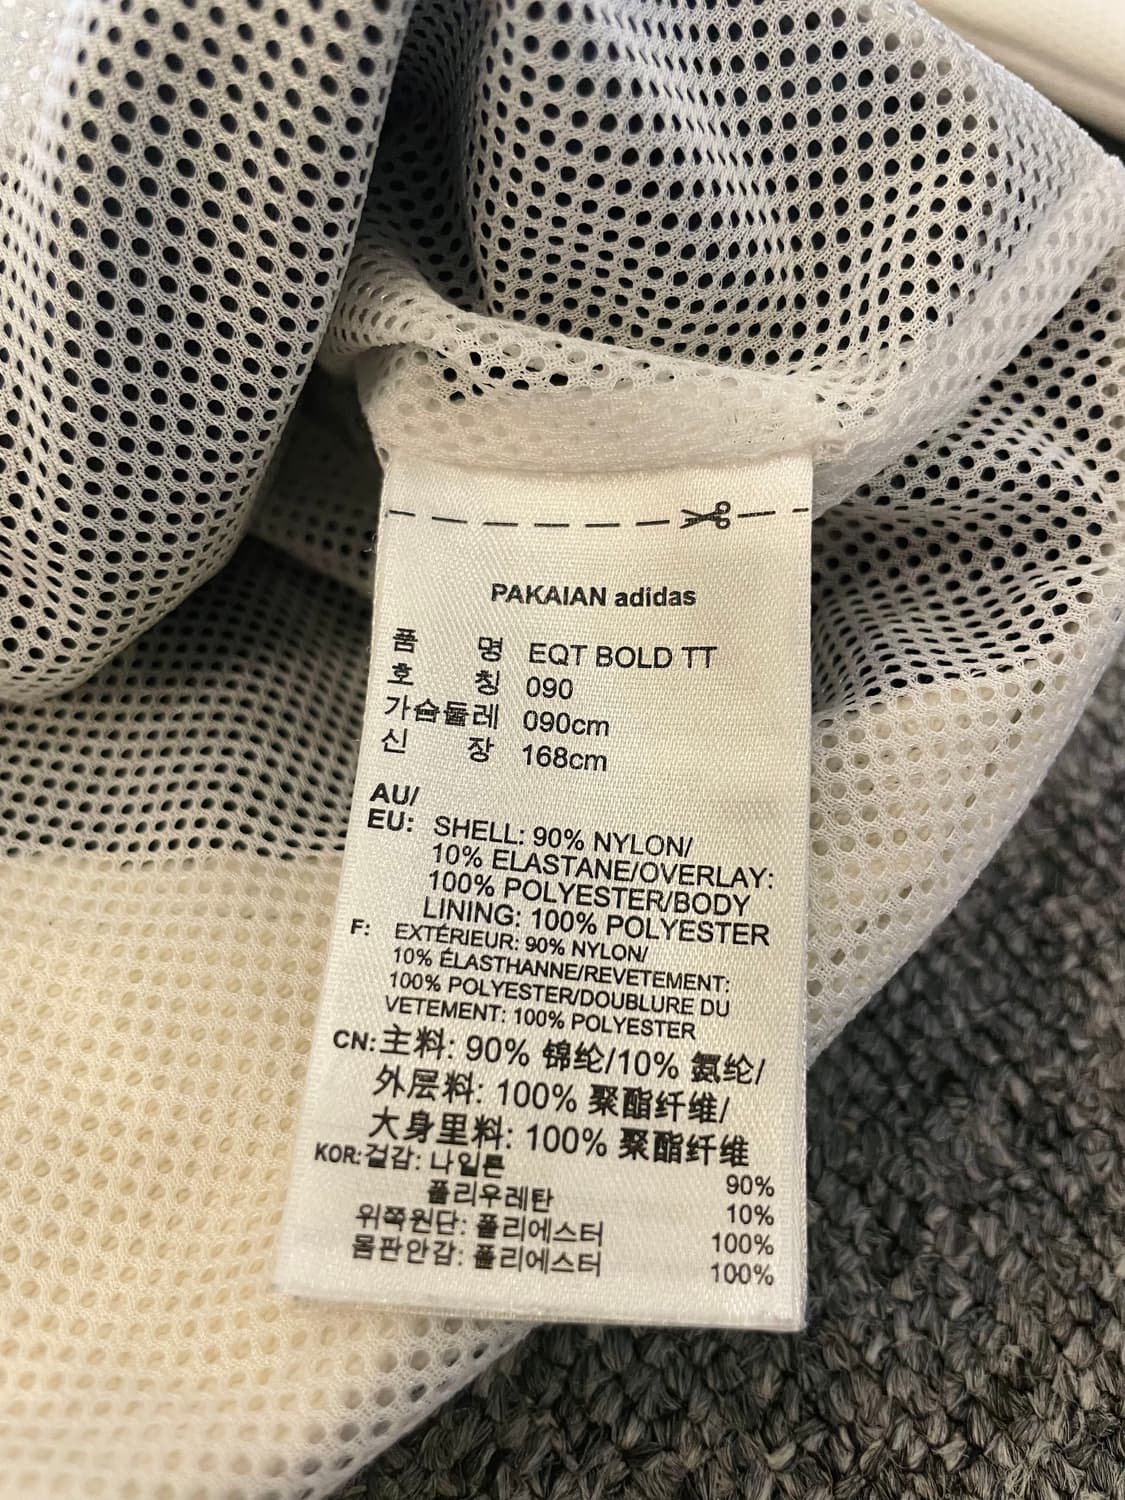 PAKAIAN adidas
품 명 EQT BOLD TT
호 칭 090
가슴둘레 090cm
신 장 168cm
AU/
EU: SHELL: 90% NYLON/
10% ELASTANE/OVERLAY:
100% POLYESTER/BODY
LINING: 100% POLYESTER
F: EXTÉRIEUR: 90% NYLON/
10% ÉLASTHANNE/REVETEMENT:
100% POLYESTER/DOUBLURE DU
VETEMENT: 100% POLYESTER
CN: 主料: 90% 锦纶/10% 氨纶/
外层料: 100% 聚酯纤维/
大身里料: 100% 聚酯纤维
KOR: 겉감: 나일론 90%
폴리우레탄 10%
위쪽원단: 폴리에스터 100%
몸판안감: 폴리에스터 100%